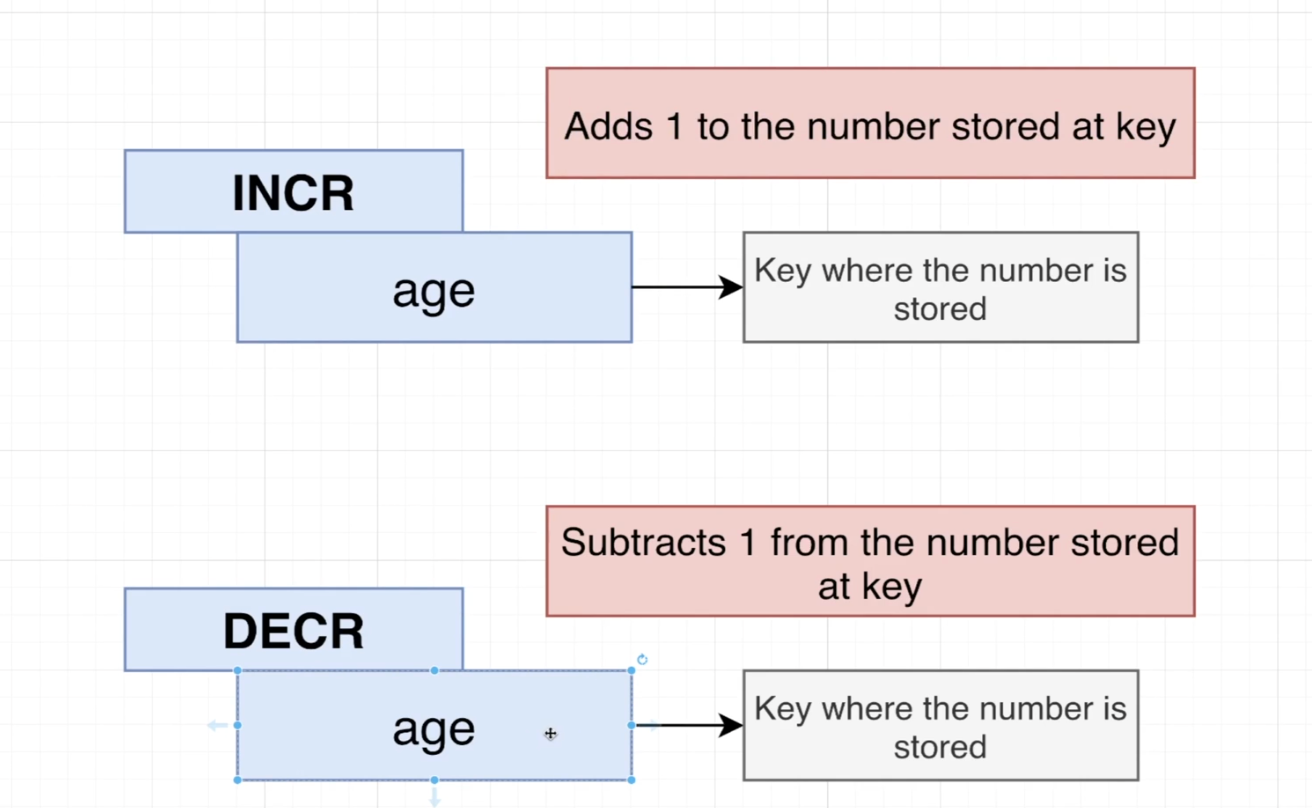 Adds 1 to the number stored at key
INCR
age
Key where the number is
stored
Subtracts 1 from the number stored
at key
DECR
age
Key where the number is
stored